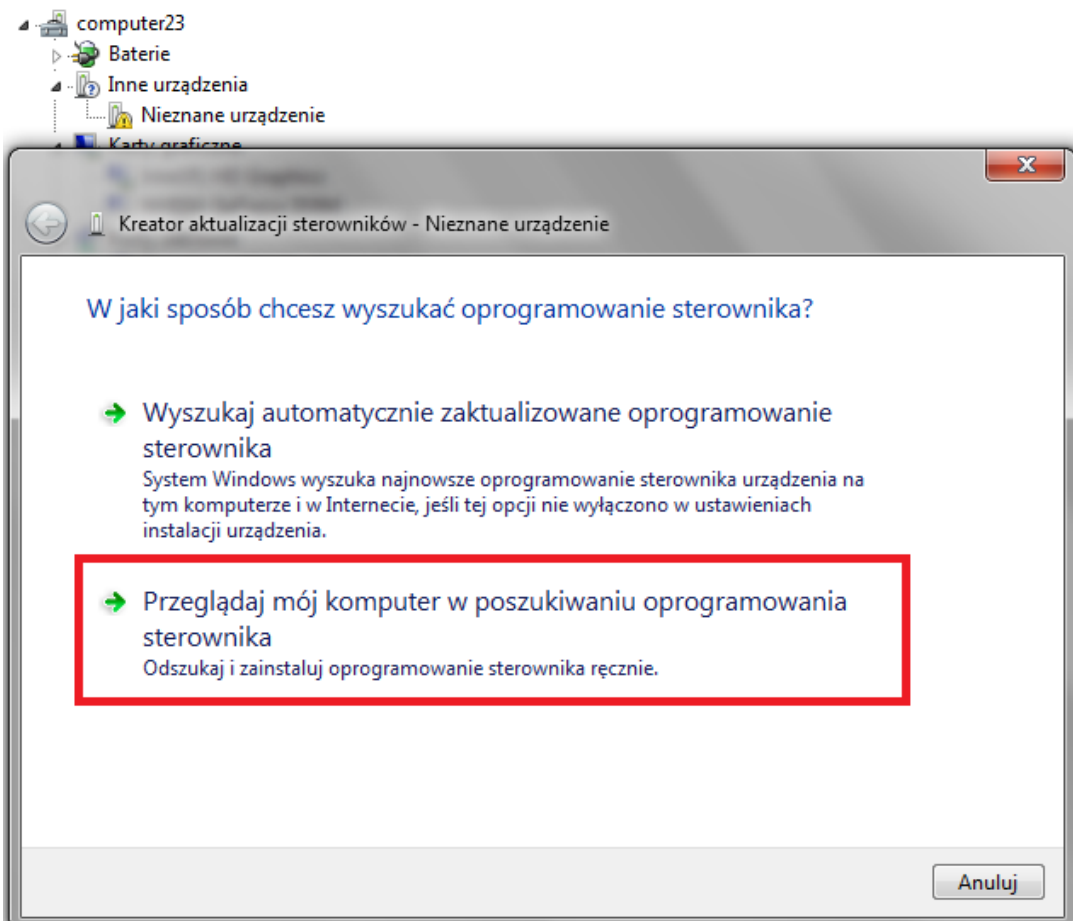 computer23
Baterie
Inne urządzenia
Nieznane urządzenie
Karty graficzne
Kreator aktualizacji sterowników - Nieznane urządzenie
W jaki sposób chcesz wyszukać oprogramowanie sterownika?
Wyszukaj automatycznie zaktualizowane oprogramowanie
sterownika
System Windows wyszuka najnowsze oprogramowanie sterownika urządzenia na
tym komputerze i w Internecie, jeśli tej opcji nie wyłączono w ustawieniach
instalacji urządzenia.
Przeglądaj mój komputer w poszukiwaniu oprogramowania
sterownika
Odszukaj i zainstaluj oprogramowanie sterownika ręcznie.
Anuluj